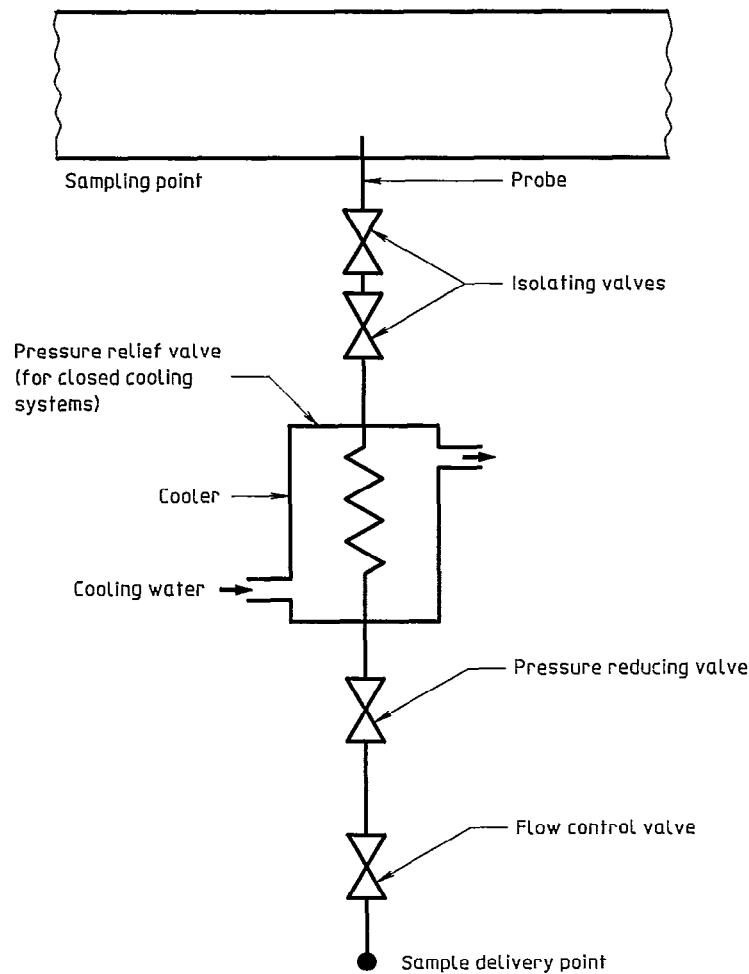 Sampling point
Probe
Isolating valves
Pressure relief valve
(for closed cooling
systems)
Cooler
Cooling water
Pressure reducing valve
Flow control valve
Sample delivery point